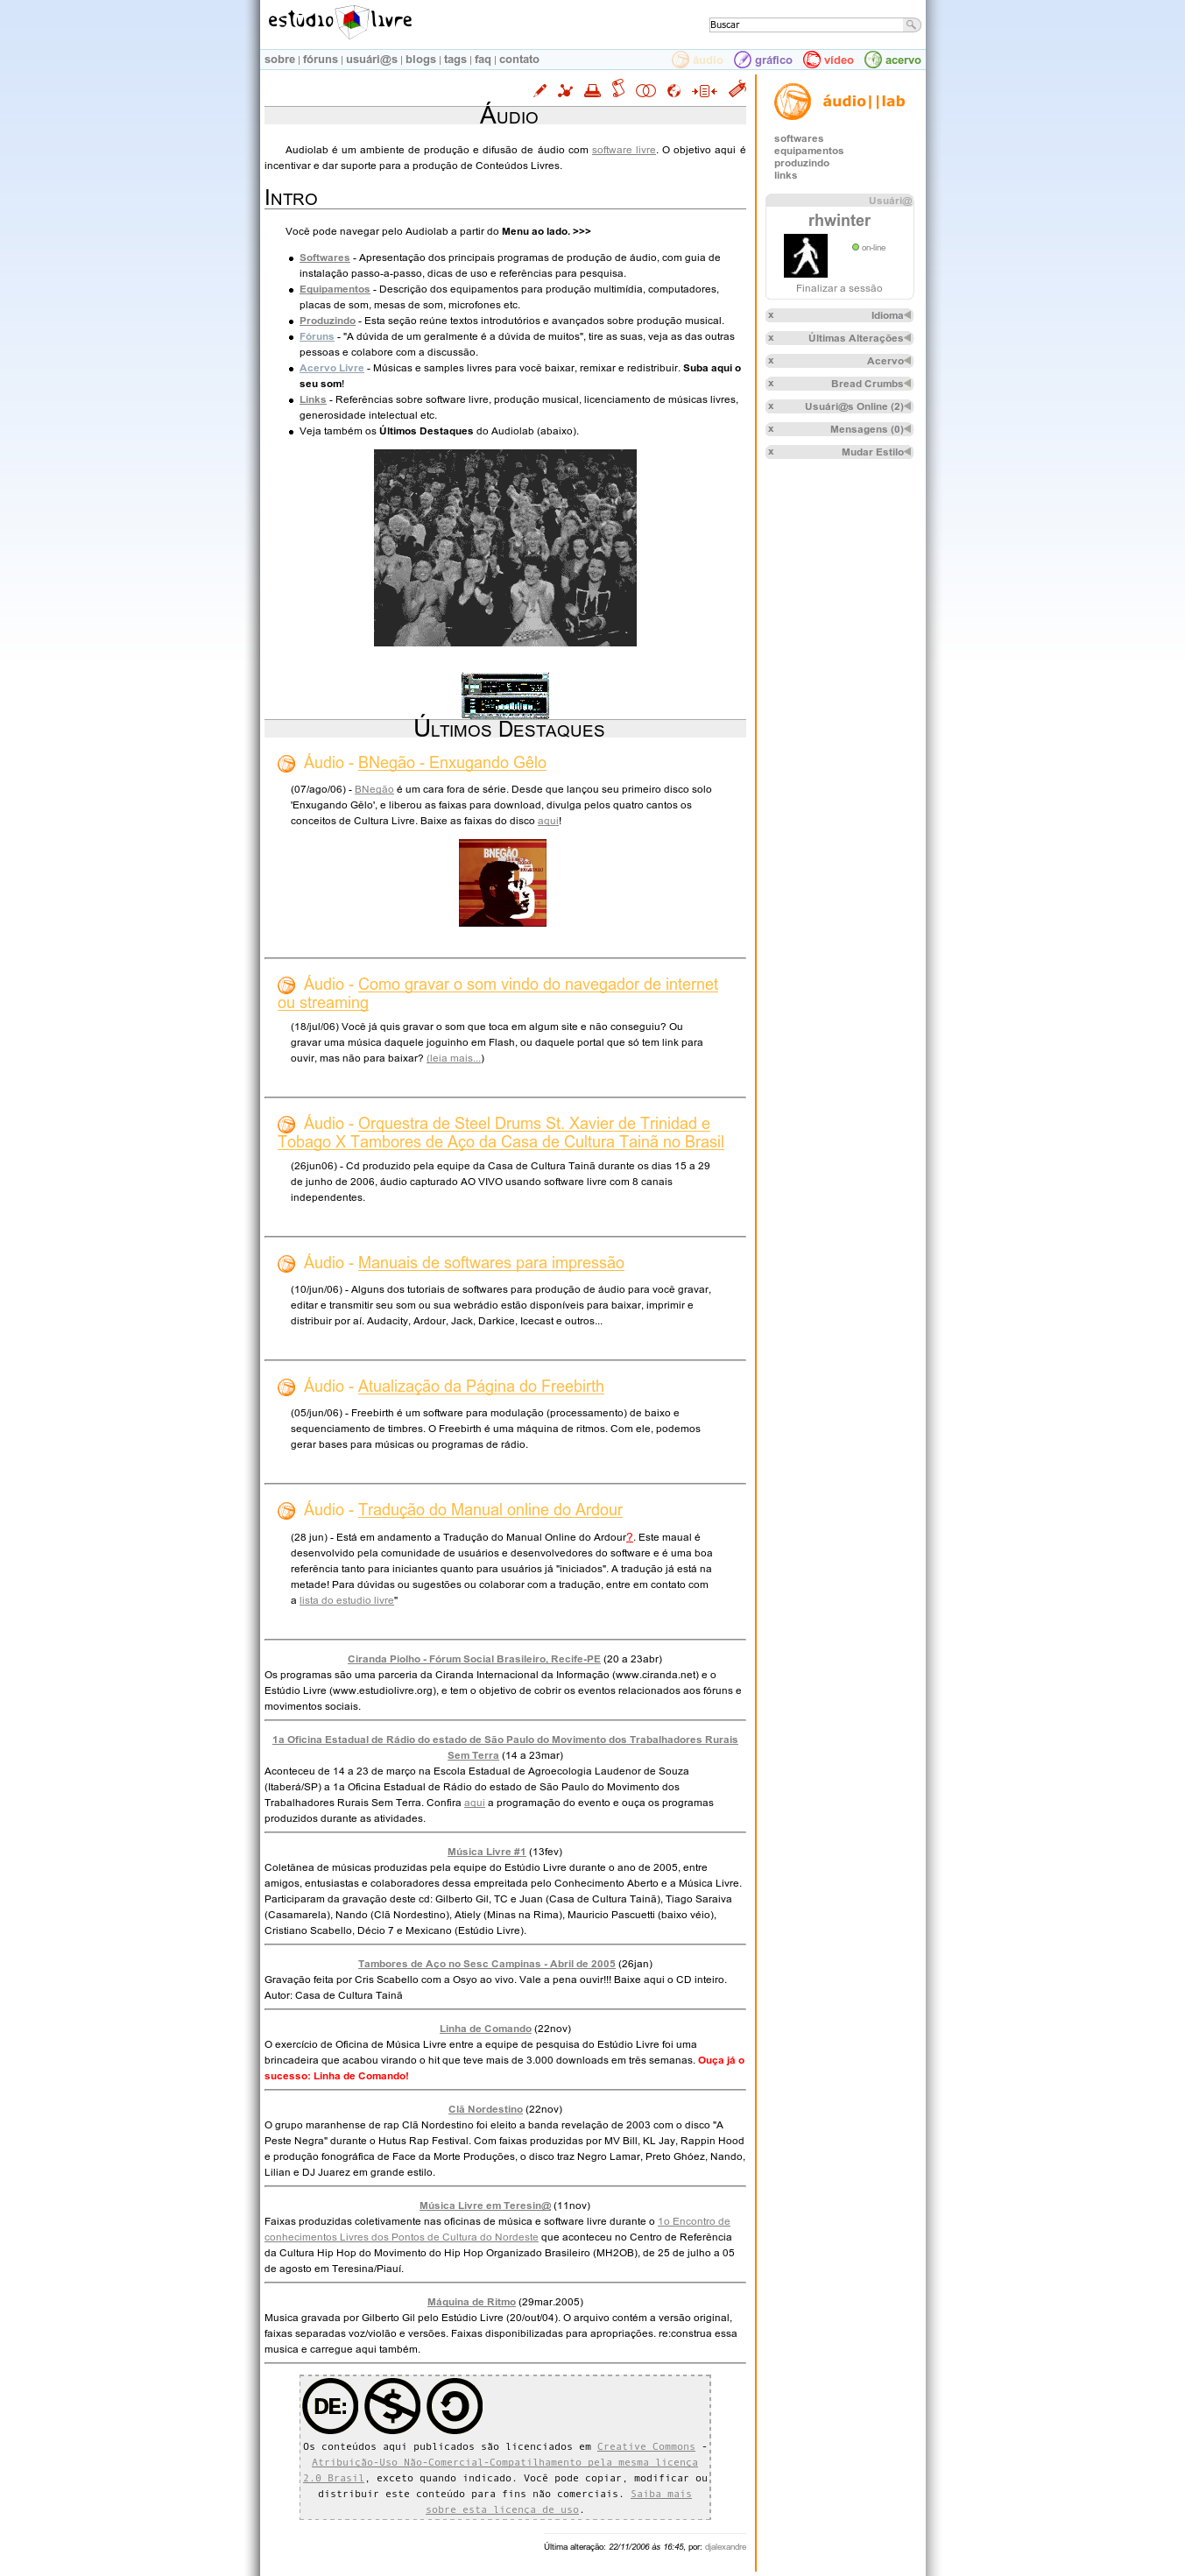 estúdio livre
Buscar
sobre | fóruns | usuári@s | blogs | tags | faq | contato
áudio gráfico vídeo acervo
Áudio
Audiolab é um ambiente de produção e difusão de áudio com software livre. O objetivo aqui é
incentivar e dar suporte para a produção de Conteúdos Livres.
Intro
Você pode navegar pelo Audiolab a partir do Menu ao lado. >>>
Softwares - Apresentação dos principais programas de produção de áudio, com guia de
instalação passo-a-passo, dicas de uso e referências para pesquisa.
Equipamentos - Descrição dos equipamentos para produção multimídia, computadores,
placas de som, mesas de som, microfones etc.
Produzindo - Esta seção reúne textos introdutórios e avançados sobre produção musical.
Fóruns - "A dúvida de um geralmente é a dúvida de muitos", tire as suas, veja as das outras
pessoas e colabore com a discussão.
Acervo Livre - Músicas e samples livres para você baixar, remixar e redistribuir. Suba aqui o
seu som!
Links - Referências sobre software livre, produção musical, licenciamento de músicas livres,
generosidade intelectual etc.
Veja também os Últimos Destaques do Audiolab (abaixo).
Últimos Destaques
Áudio - BNegão - Enxugando Gêlo
(07/ago/06) - BNegão é um cara fora de série. Desde que lançou seu primeiro disco solo
'Enxugando Gêlo', e liberou as faixas para download, divulga pelos quatro cantos os
conceitos de Cultura Livre. Baixe as faixas do disco aqui!
BNEGÃO
Áudio - Como gravar o som vindo do navegador de internet
ou streaming
(18/jul/06) Você já quis gravar o som que toca em algum site e não conseguiu? Ou
gravar uma música daquele joguinho em Flash, ou daquele portal que só tem link para
ouvir, mas não para baixar? (leia mais...)
Áudio - Orquestra de Steel Drums St. Xavier de Trinidad e
Tobago X Tambores de Aço da Casa de Cultura Tainã no Brasil
(26jun06) - Cd produzido pela equipe da Casa de Cultura Tainã durante os dias 15 a 29
de junho de 2006, áudio capturado AO VIVO usando software livre com 8 canais
independentes.
Áudio - Manuais de softwares para impressão
(10/jun/06) - Alguns dos tutoriais de softwares para produção de áudio para você gravar,
editar e transmitir seu som ou sua webrádio estão disponíveis para baixar, imprimir e
distribuir por aí. Audacity, Ardour, Jack, Darkice, Icecast e outros...
Áudio - Atualização da Página do Freebirth
(05/jun/06) - Freebirth é um software para modulação (processamento) de baixo e
sequenciamento de timbres. O Freebirth é uma máquina de ritmos. Com ele, podemos
gerar bases para músicas ou programas de rádio.
Áudio - Tradução do Manual online do Ardour
(28 jun) - Está em andamento a Tradução do Manual Online do Ardour?. Este maual é
desenvolvido pela comunidade de usuários e desenvolvedores do software e é uma boa
referência tanto para iniciantes quanto para usuários já "iniciados". A tradução já está na
metade! Para dúvidas ou sugestões ou colaborar com a tradução, entre em contato com
a lista do estudio livre"
Ciranda Piolho - Fórum Social Brasileiro, Recife-PE (20 a 23abr)
Os programas são uma parceria da Ciranda Internacional da Informação (www.ciranda.net) e o
Estúdio Livre (www.estudiolivre.org), e tem o objetivo de cobrir os eventos relacionados aos fóruns e
movimentos sociais.
1a Oficina Estadual de Rádio do estado de São Paulo do Movimento dos Trabalhadores Rurais
Sem Terra (14 a 23mar)
Aconteceu de 14 a 23 de março na Escola Estadual de Agroecologia Laudenor de Souza
(Itaberá/SP) a 1a Oficina Estadual de Rádio do estado de São Paulo do Movimento dos
Trabalhadores Rurais Sem Terra. Confira aqui a programação do evento e ouça os programas
produzidos durante as atividades.
Música Livre #1 (13fev)
Coletânea de músicas produzidas pela equipe do Estúdio Livre durante o ano de 2005, entre
amigos, entusiastas e colaboradores dessa empreitada pelo Conhecimento Aberto e a Música Livre.
Participaram da gravação deste cd: Gilberto Gil, TC e Juan (Casa de Cultura Tainã), Tiago Saraiva
(Casamarela), Nando (Clã Nordestino), Atiely (Minas na Rima), Mauricio Pascuetti (baixo véio),
Cristiano Scabello, Décio 7 e Mexicano (Estúdio Livre).
Tambores de Aço no Sesc Campinas - Abril de 2005 (26jan)
Gravação feita por Cris Scabello com a Osyo ao vivo. Vale a pena ouvir!!! Baixe aqui o CD inteiro.
Autor: Casa de Cultura Tainã
Linha de Comando (22nov)
O exercício de Oficina de Música Livre entre a equipe de pesquisa do Estúdio Livre foi uma
brincadeira que acabou virando o hit que teve mais de 3.000 downloads em três semanas. Ouça já o
sucesso: Linha de Comando!
Clã Nordestino (22nov)
O grupo maranhense de rap Clã Nordestino foi eleito a banda revelação de 2003 com o disco "A
Peste Negra" durante o Hutus Rap Festival. Com faixas produzidas por MV Bill, KL Jay, Rappin Hood
e produção fonográfica de Face da Morte Produções, o disco traz Negro Lamar, Preto Ghóez, Nando,
Lilian e DJ Juarez em grande estilo.
Música Livre em Teresin@ (11nov)
Faixas produzidas coletivamente nas oficinas de música e software livre durante o 1o Encontro de
conhecimentos Livres dos Pontos de Cultura do Nordeste que aconteceu no Centro de Referência
da Cultura Hip Hop do Movimento do Hip Hop Organizado Brasileiro (MH2OB), de 25 de julho a 05
de agosto em Teresina/Piauí.
Máquina de Ritmo (29mar.2005)
Musica gravada por Gilberto Gil pelo Estúdio Livre (20/out/04). O arquivo contém a versão original,
faixas separadas voz/violão e versões. Faixas disponibilizadas para apropriações. re:construa essa
musica e carregue aqui também.
DE:
Os conteúdos aqui publicados são licenciados em Creative Commons -
Atribuição-Uso Não-Comercial-Compatilhamento pela mesma licença
2.0 Brasil, exceto quando indicado. Você pode copiar, modificar ou
distribuir este conteúdo para fins não comerciais. Saiba mais
sobre esta licença de uso.
Última alteração: 22/11/2006 às 16:45, por: djalexandre
áudio||lab
softwares
equipamentos
produzindo
links
Usuári@
rhwinter
on-line
Finalizar a sessão
x Idioma
x Últimas Alterações
x Acervo
x Bread Crumbs
x Usuári@s Online (2)
x Mensagens (0)
x Mudar Estilo